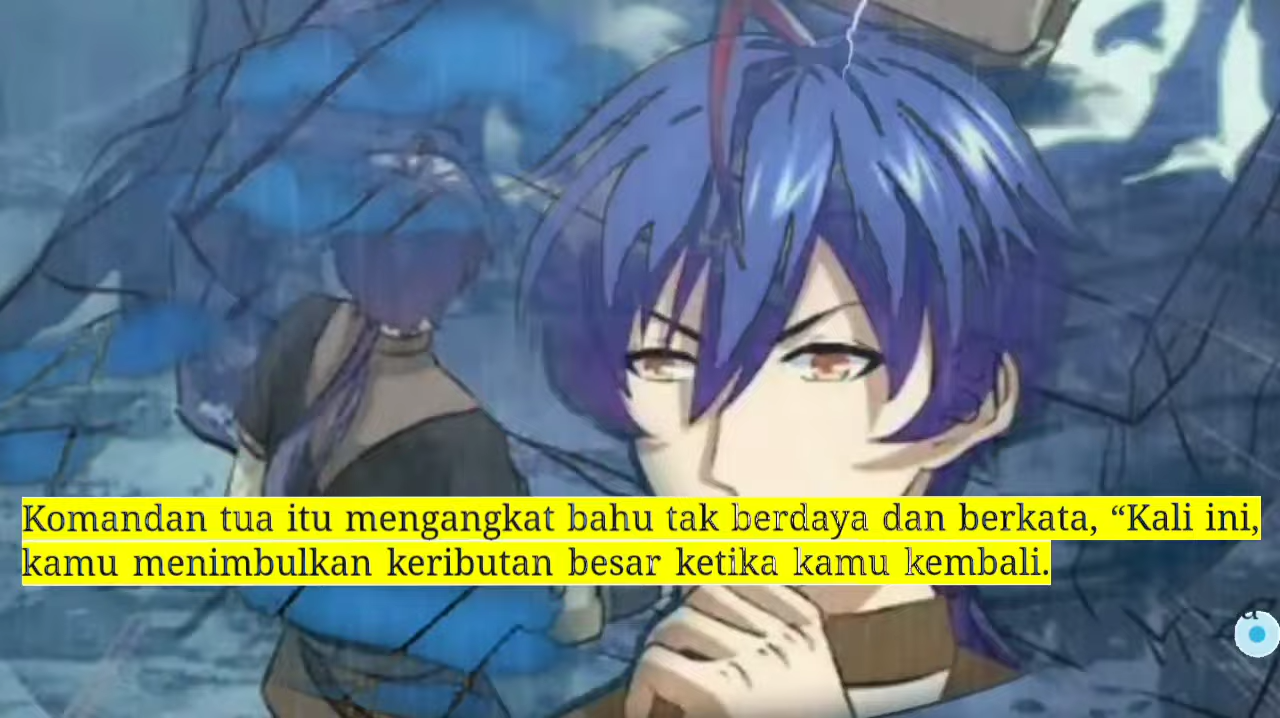 Komandan tua itu mengangkat bahu tak berdaya dan berkata, “Kali ini,
kamu menimbulkan keributan besar ketika kamu kembali.